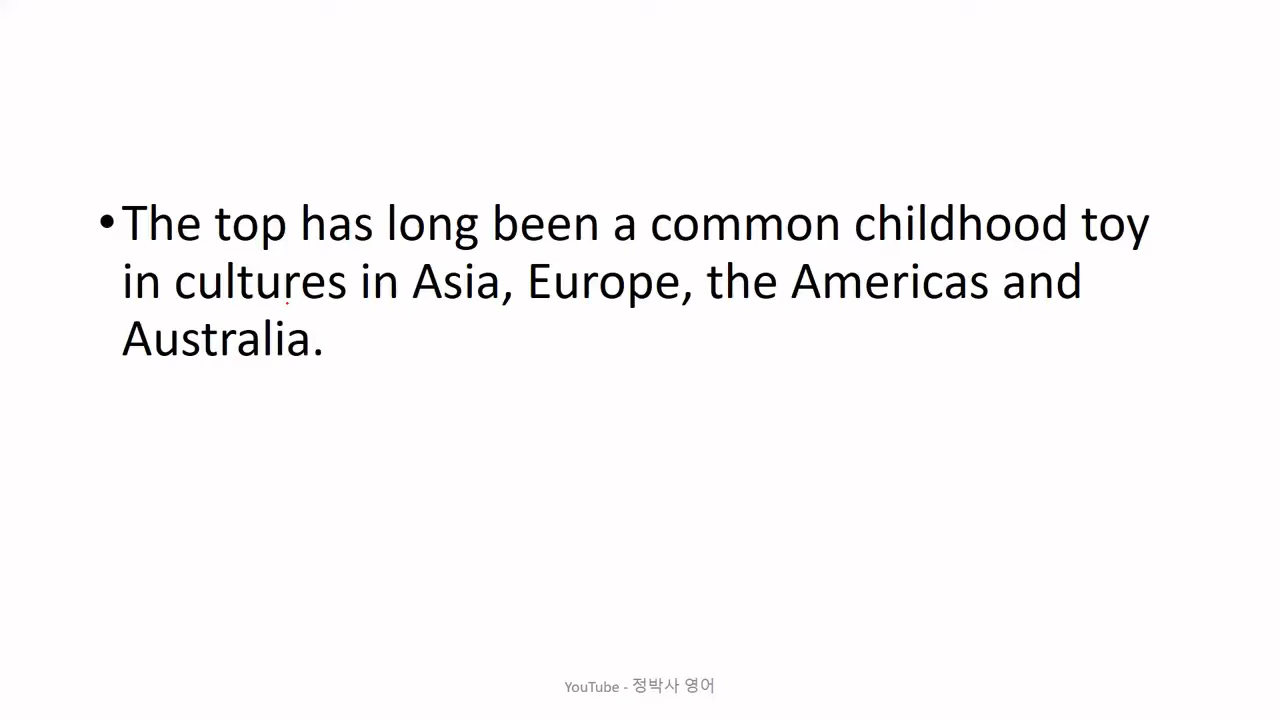 •The top has long been a common childhood toy
in cultures in Asia, Europe, the Americas and
Australia.
YouTube - 정박사 영어